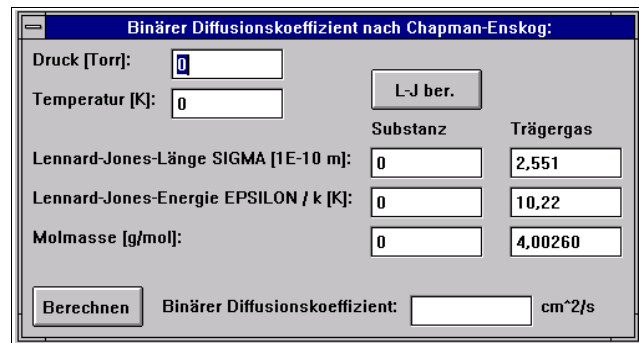 Binärer Diffusionskoeffizient nach Chapman-Enskog:
Druck [Torr]: 0
Temperatur [K]: 0
L-J ber.
Substanz Trägergas
Lennard-Jones-Länge SIGMA [1E-10 m]: 0 2,551
Lennard-Jones-Energie EPSILON / k [K]: 0 10,22
Molmasse [g/mol]: 0 4,00260
Berechnen Binärer Diffusionskoeffizient: cm^2/s